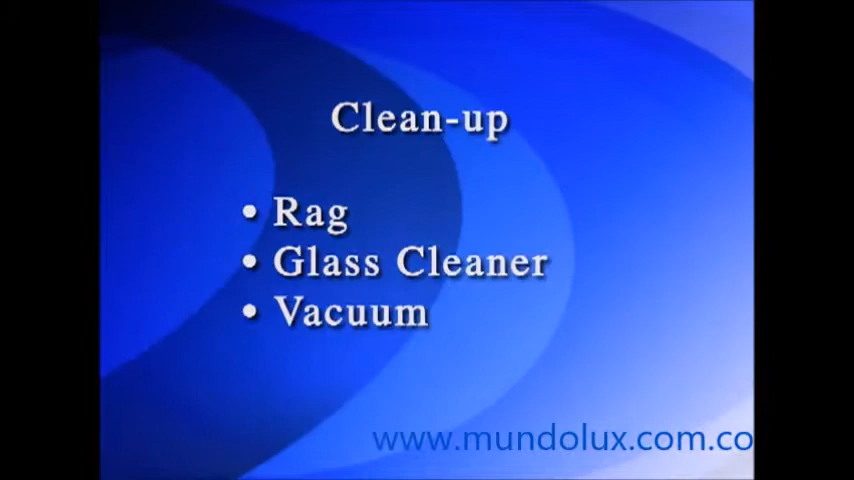 Clean-up
• Rag
• Glass Cleaner
• Vacuum
www.mundolux.com.co